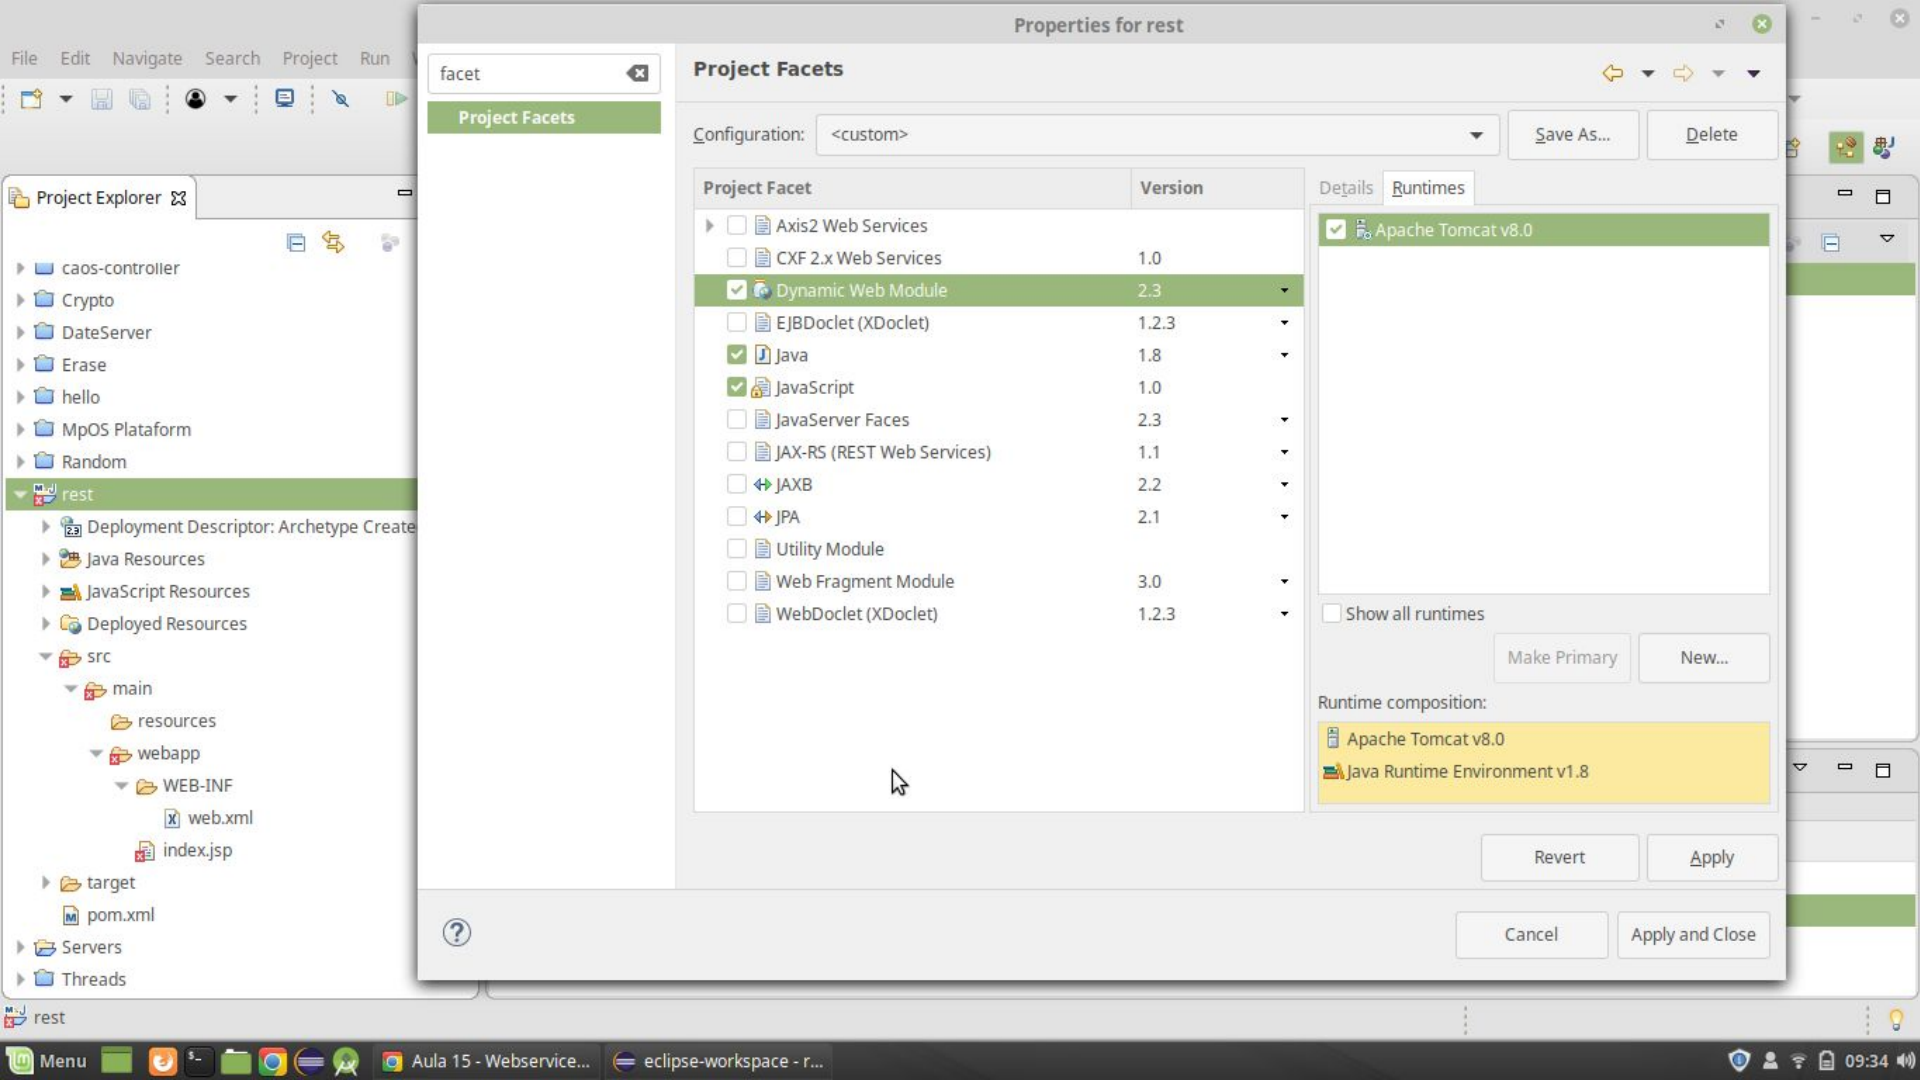 Properties for rest
File Edit Navigate Search Project Run
facet
Project Facets
Project Facets
Configuration: <custom>
Save As...
Delete
Project Facet Version
Axis2 Web Services
CXF 2.x Web Services 1.0
Dynamic Web Module 2.3
EJBDoclet (XDoclet) 1.2.3
Java 1.8
JavaScript 1.0
JavaServer Faces 2.3
JAX-RS (REST Web Services) 1.1
JAXB 2.2
JPA 2.1
Utility Module
Web Fragment Module 3.0
WebDoclet (XDoclet) 1.2.3
Details Runtimes
Apache Tomcat v8.0
Show all runtimes
Make Primary
New...
Runtime composition:
Apache Tomcat v8.0
Java Runtime Environment v1.8
Revert
Apply
Cancel
Apply and Close
Project Explorer
caos-controller
Crypto
DateServer
Erase
hello
MpOS Plataform
Random
rest
Deployment Descriptor: Archetype Create
Java Resources
JavaScript Resources
Deployed Resources
src
main
resources
webapp
WEB-INF
web.xml
index.jsp
target
pom.xml
Servers
Threads
rest
Menu
Aula 15 - Webservice...
eclipse-workspace - r...
09:34